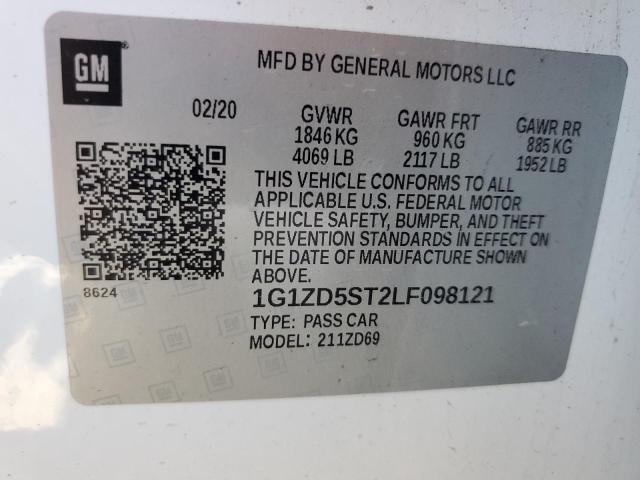 GM
MFD BY GENERAL MOTORS LLC
02/20 GVWR GAWR FRT GAWR RR
1846 KG 960 KG 885 KG
4069 LB 2117 LB 1952 LB
THIS VEHICLE CONFORMS TO ALL
APPLICABLE U.S. FEDERAL MOTOR
VEHICLE SAFETY, BUMPER, AND THEFT
PREVENTION STANDARDS IN EFFECT ON
THE DATE OF MANUFACTURE SHOWN
ABOVE.
8624
1G1ZD5ST2LF098121
TYPE: PASS CAR
MODEL: 211ZD69